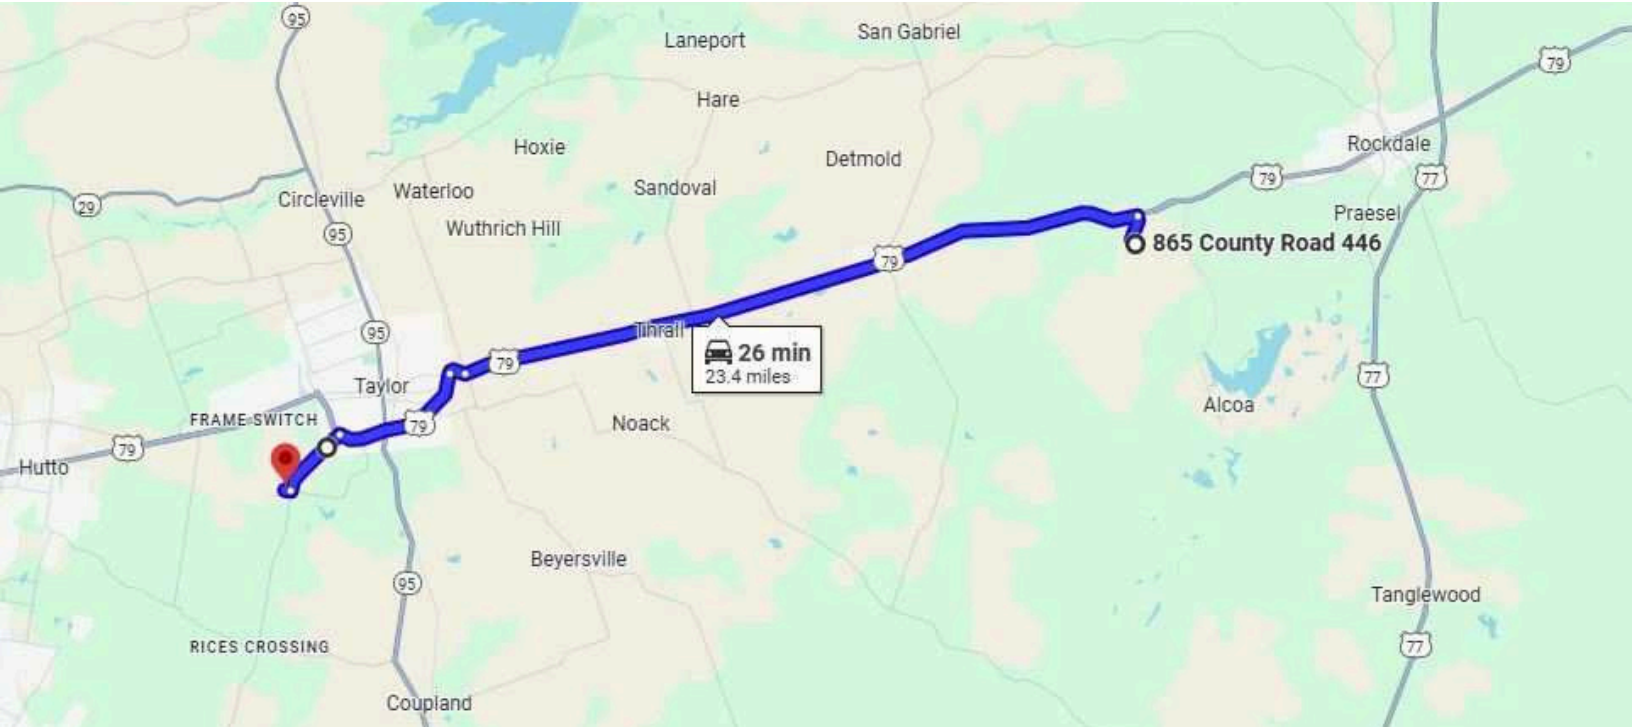 95
Laneport
San Gabriel
79
Hare
Hoxie
Detmold
Rockdale
Sandoval
79
77
Waterloo
Circleville
29
Praesel
Wuthrich Hill
95
865 County Road 446
79
95
Thrall
26 min
23.4 miles
79
77
Taylor
Alcoa
FRAME SWITCH
79
Noack
79
Hutto
Beyersville
95
Tanglewood
RICES CROSSING
77
Coupland